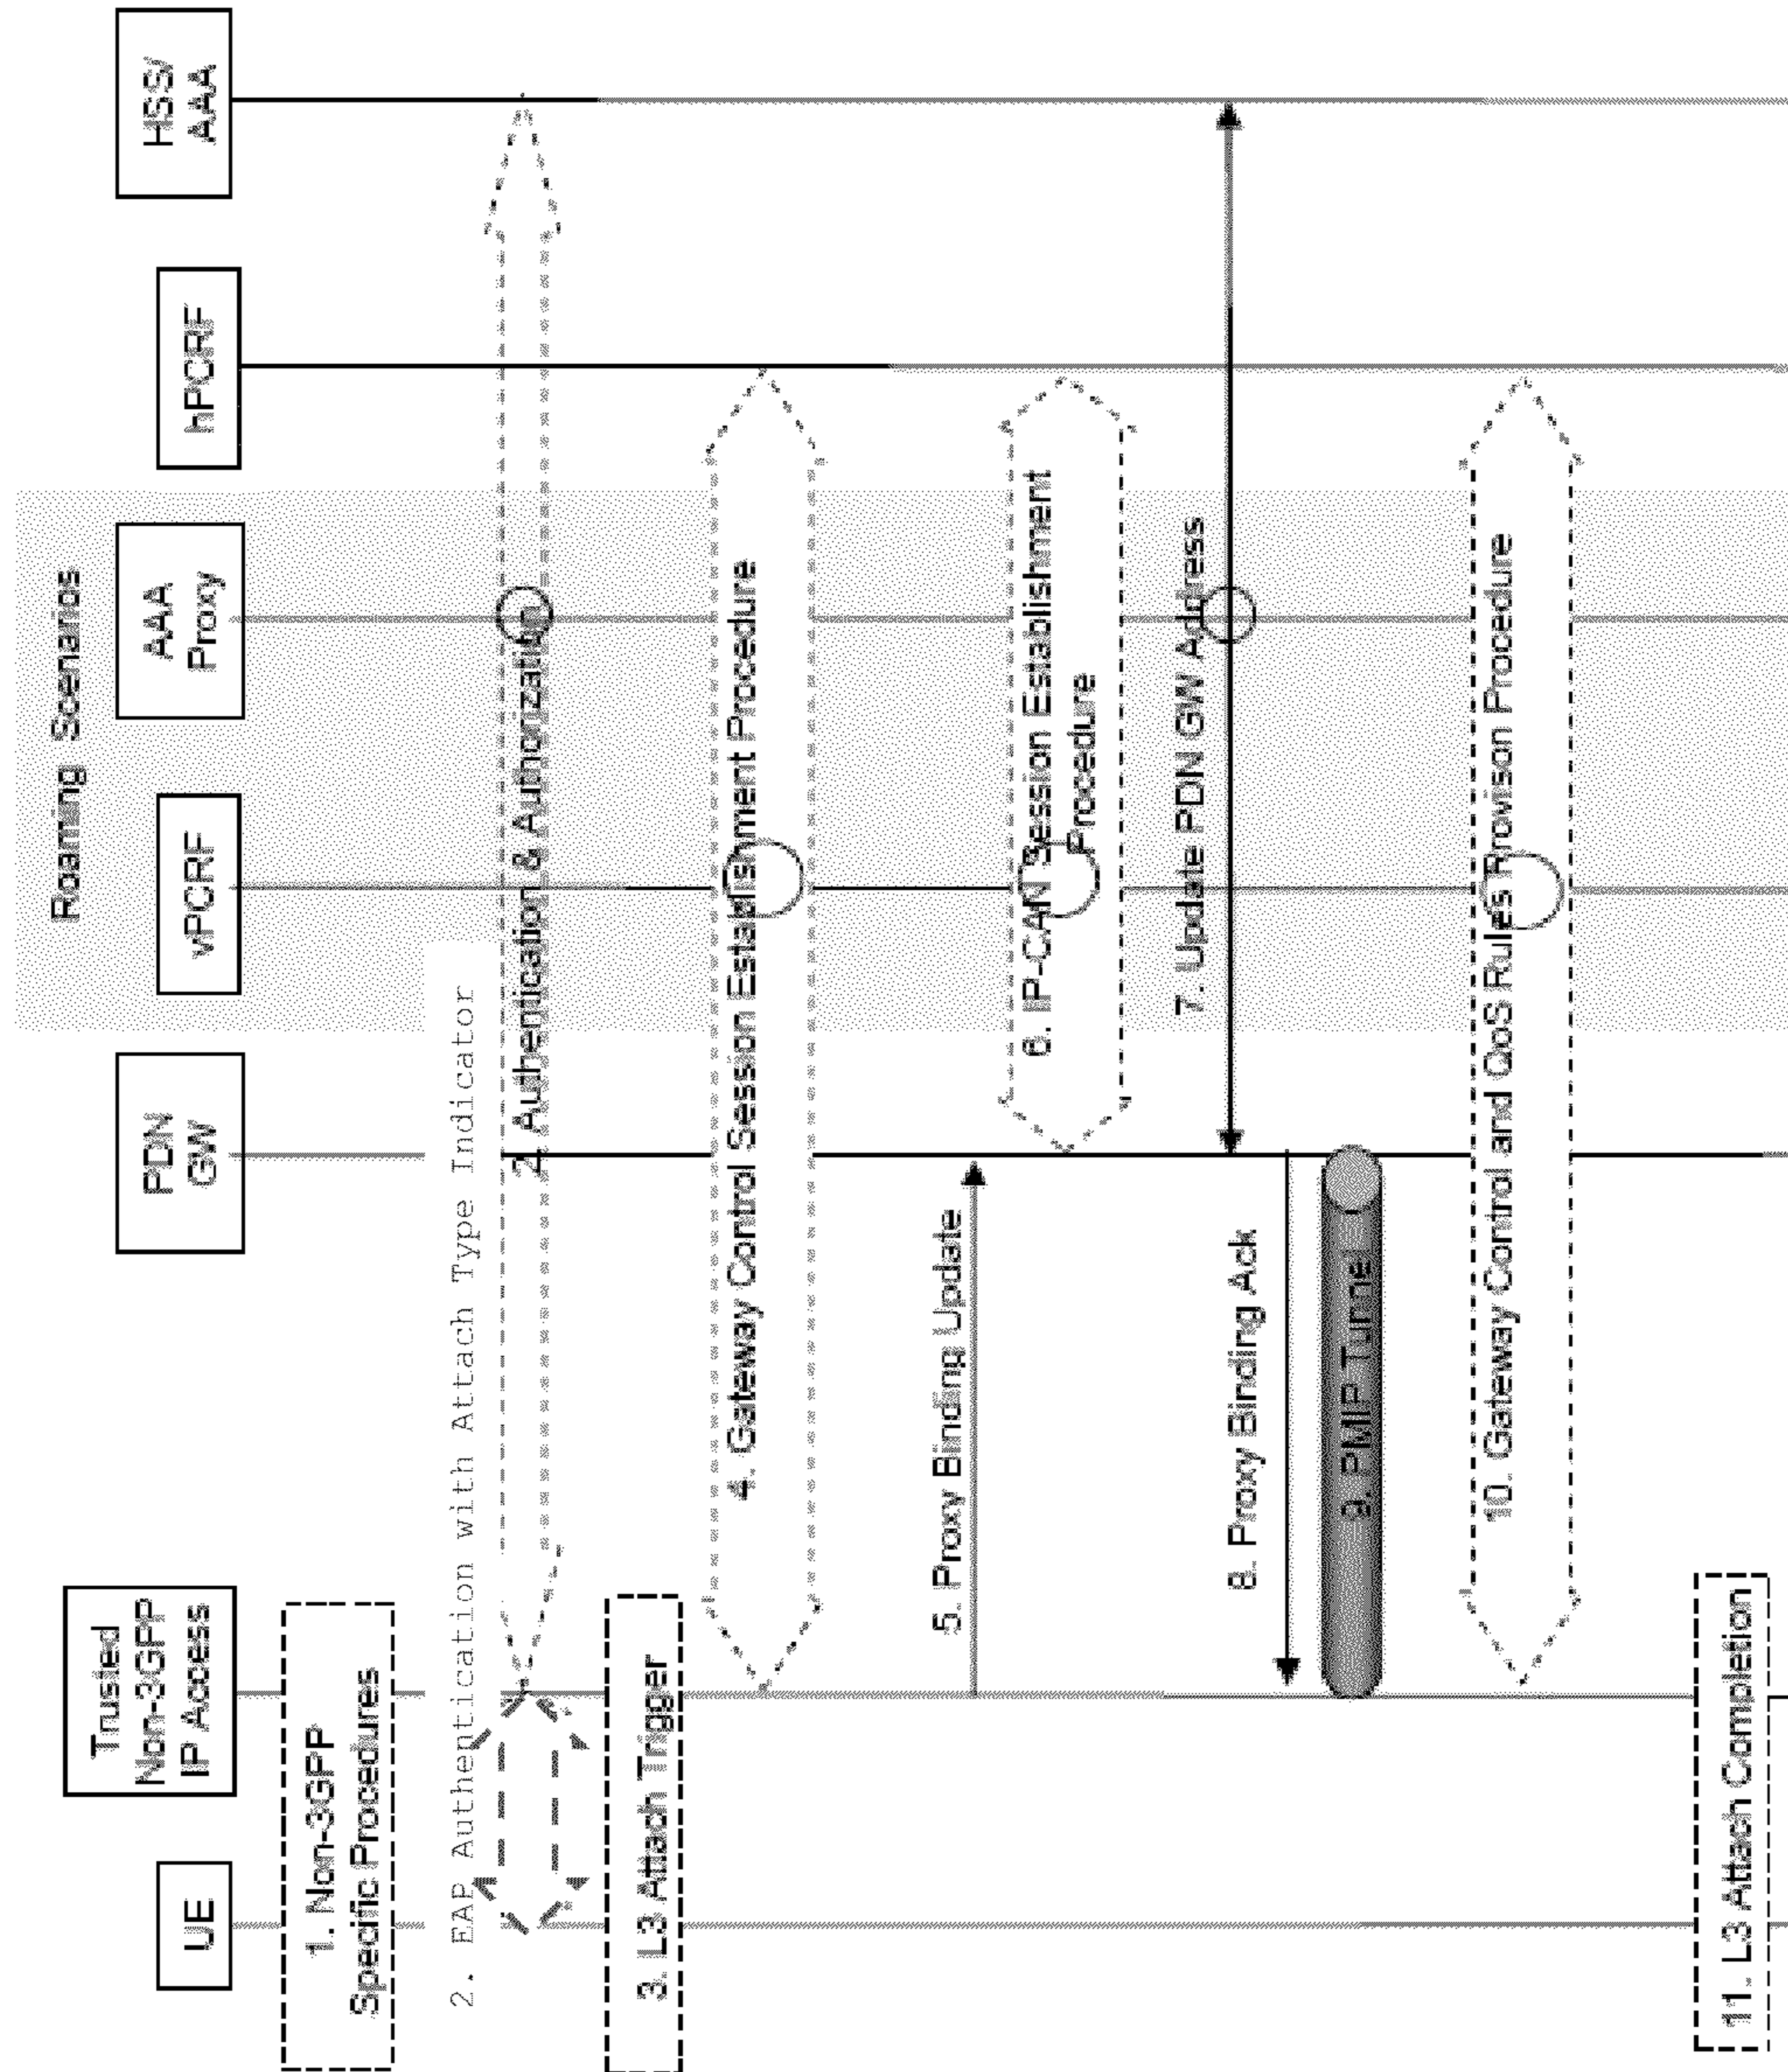 Roaming Scenarios
UE
Trusted
Non-3GPP
IP Access
PDN
GW
vPCRF
AAA
Proxy
hPCRF
HSS/
AAA
1. Non-3GPP
Specific Procedures
2. EAP Authentication with Attach Type Indicator
2. Authentication & Authorization
3. L3 Attach Trigger
4. Gateway Control Session Establishment Procedure
5. Proxy Binding Update
6. IP-CAN Session Establishment
Procedure
7. Update PDN GW Address
8. Proxy Binding Ack
9. PMIP Tunnel
10. Gateway Control and QoS Rules Provison Procedure
11. L3 Attach Completion